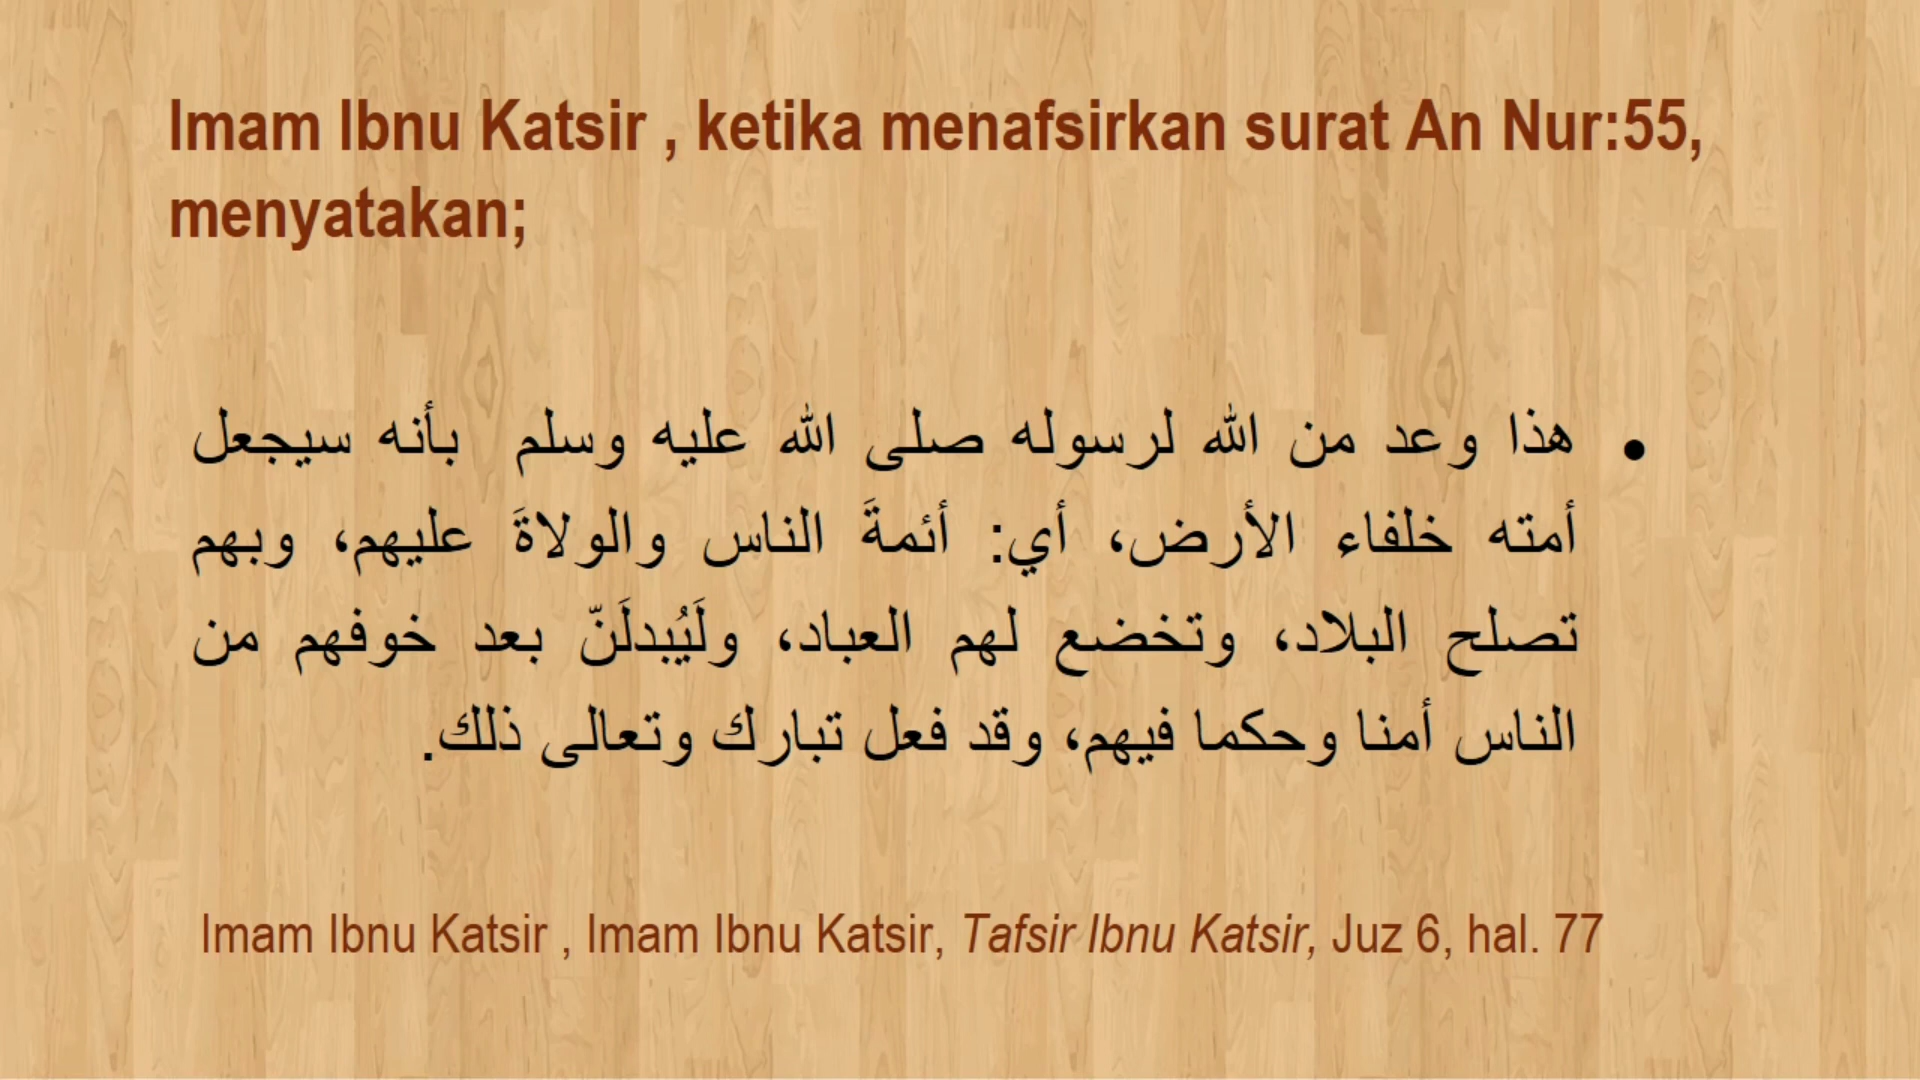 Imam Ibnu Katsir , ketika menafsirkan surat An Nur:55,
menyatakan;
• هذا وعد من الله لرسوله صلى الله عليه وسلم بأنه سيجعل
أمته خلفاء الأرض، أي: أئمةَ الناس والولاةَ عليهم، وبهم
تصلح البلاد، وتخضع لهم العباد، ولَيُبدلَنّ بعد خوفهم من
الناس أمنا وحكما فيهم، وقد فعل تبارك وتعالى ذلك.
Imam Ibnu Katsir , Imam Ibnu Katsir, Tafsir Ibnu Katsir, Juz 6, hal. 77